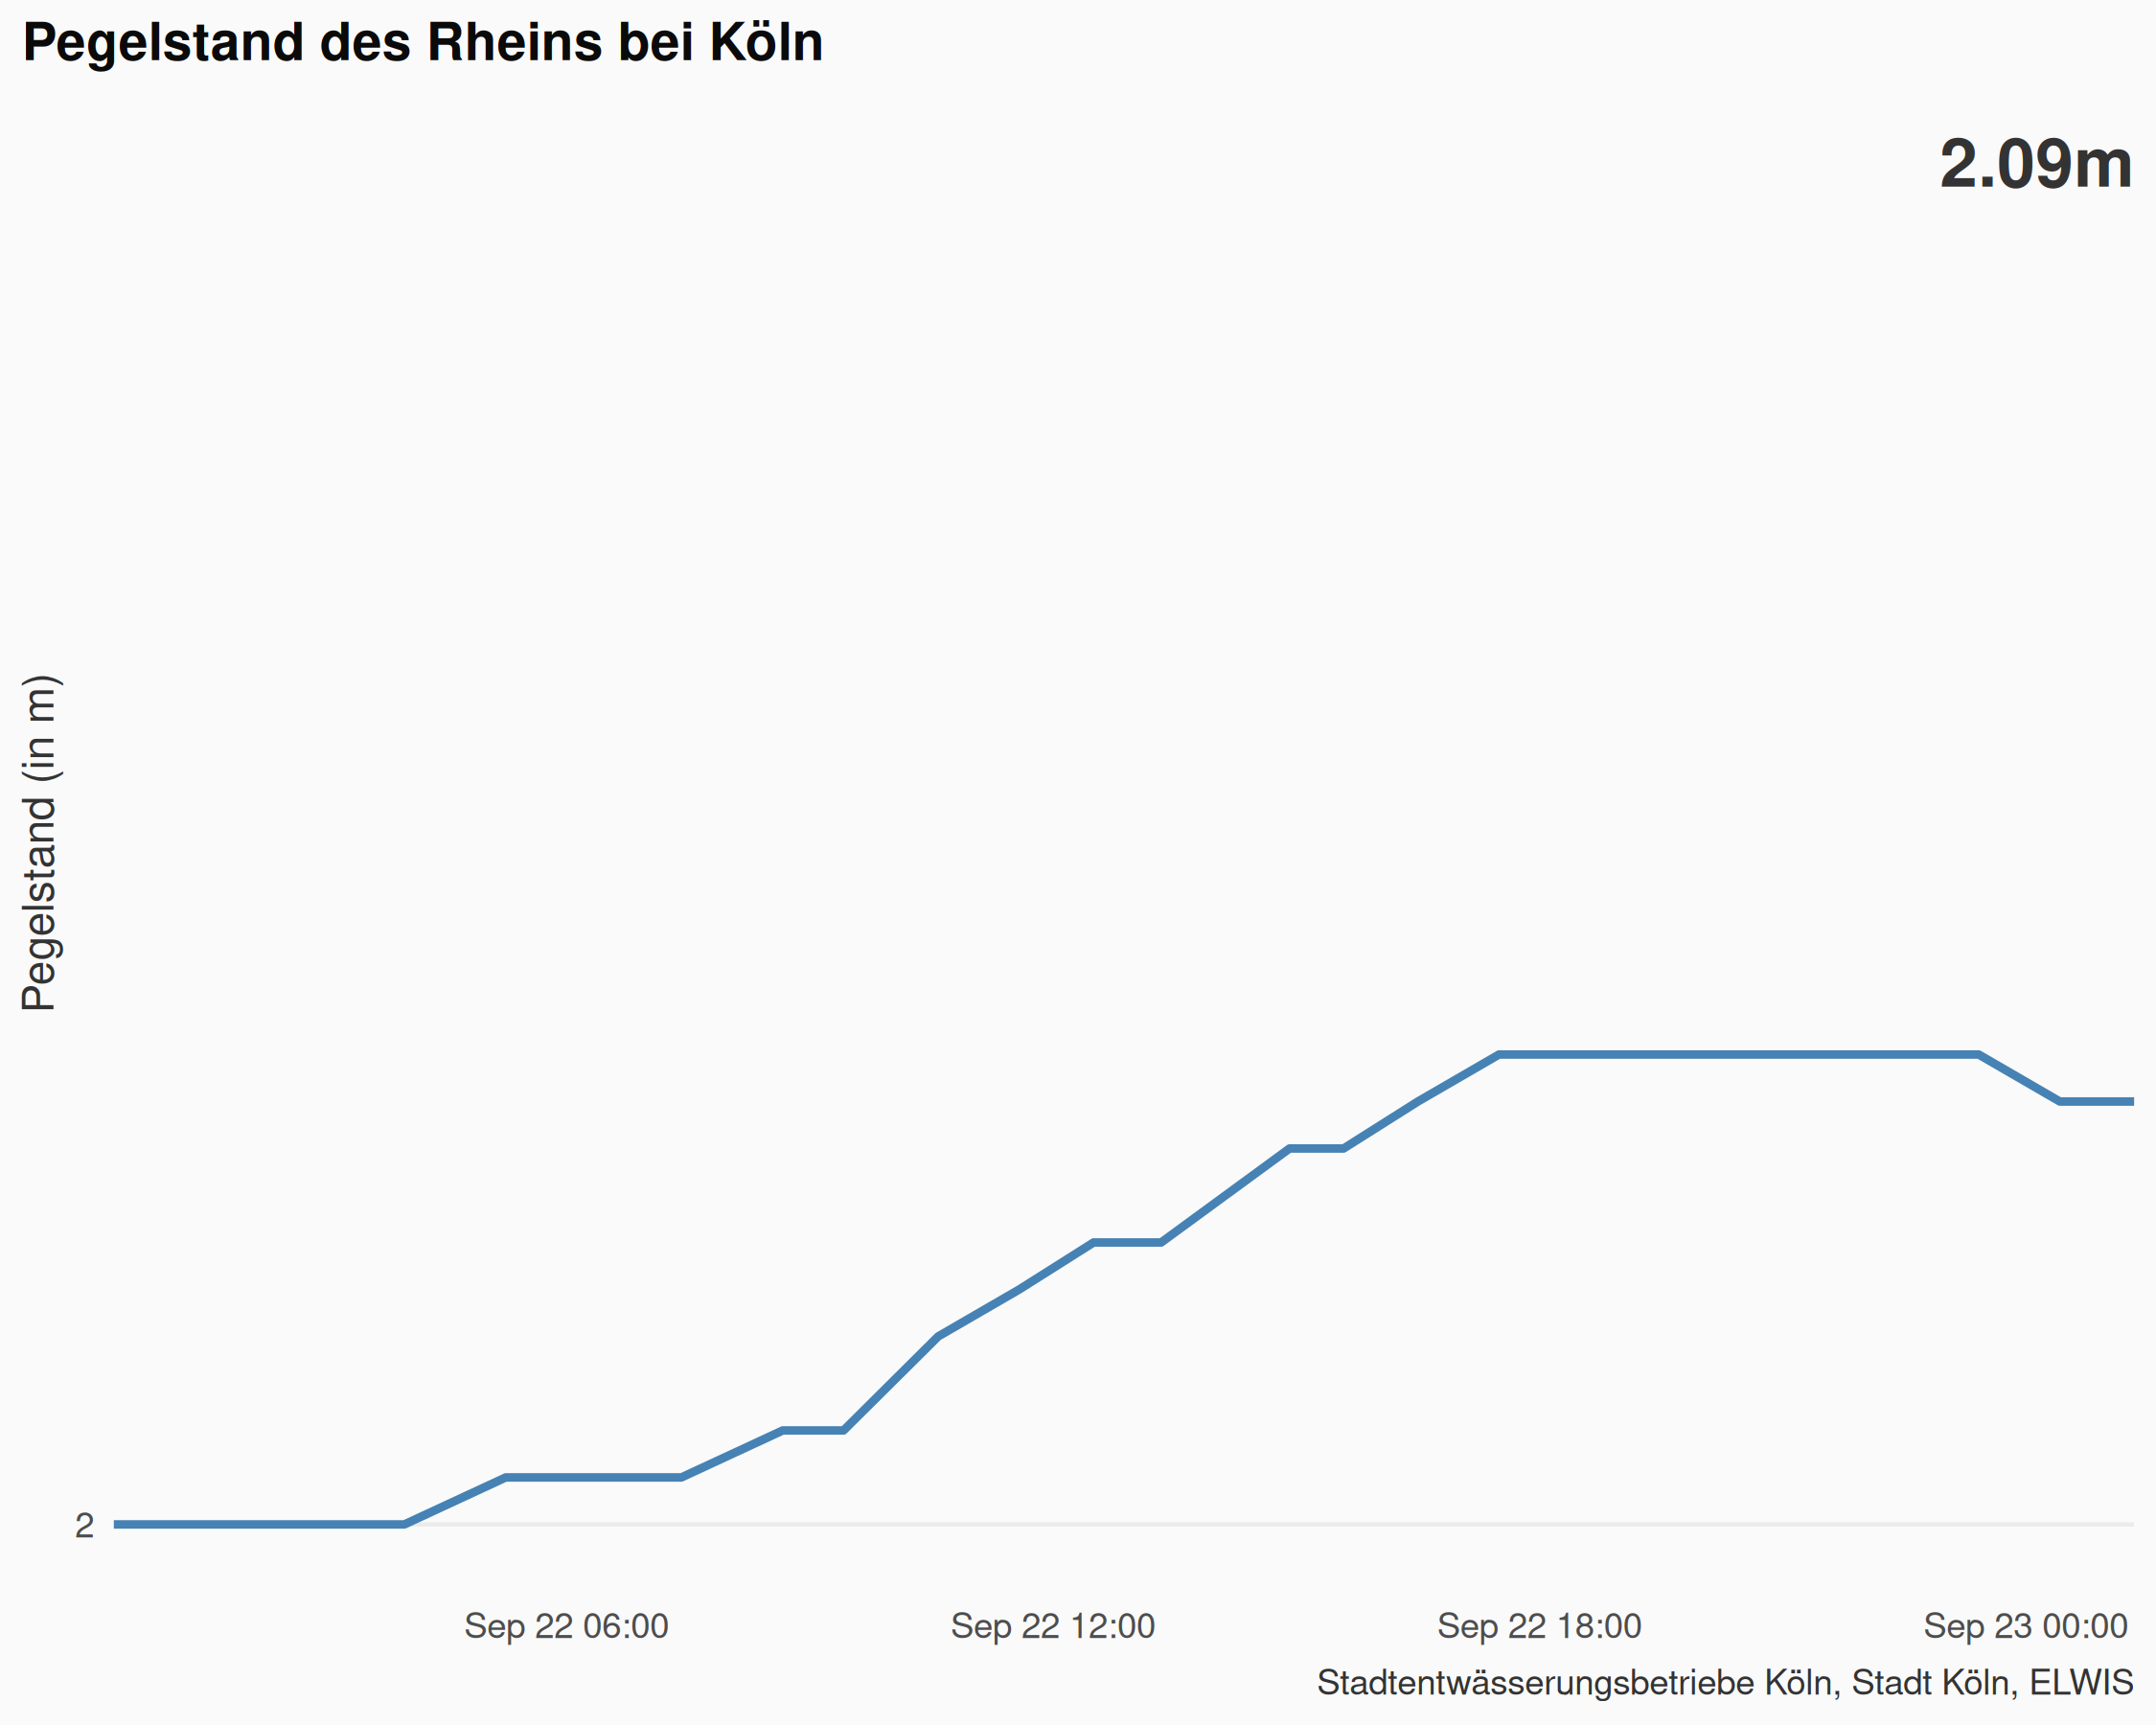 Pegelstand des Rheins bei Köln
2.09m
Pegelstand (in m)
2
Sep 22 06:00 Sep 22 12:00 Sep 22 18:00 Sep 23 00:00
Stadtentwässerungsbetriebe Köln, Stadt Köln, ELWIS